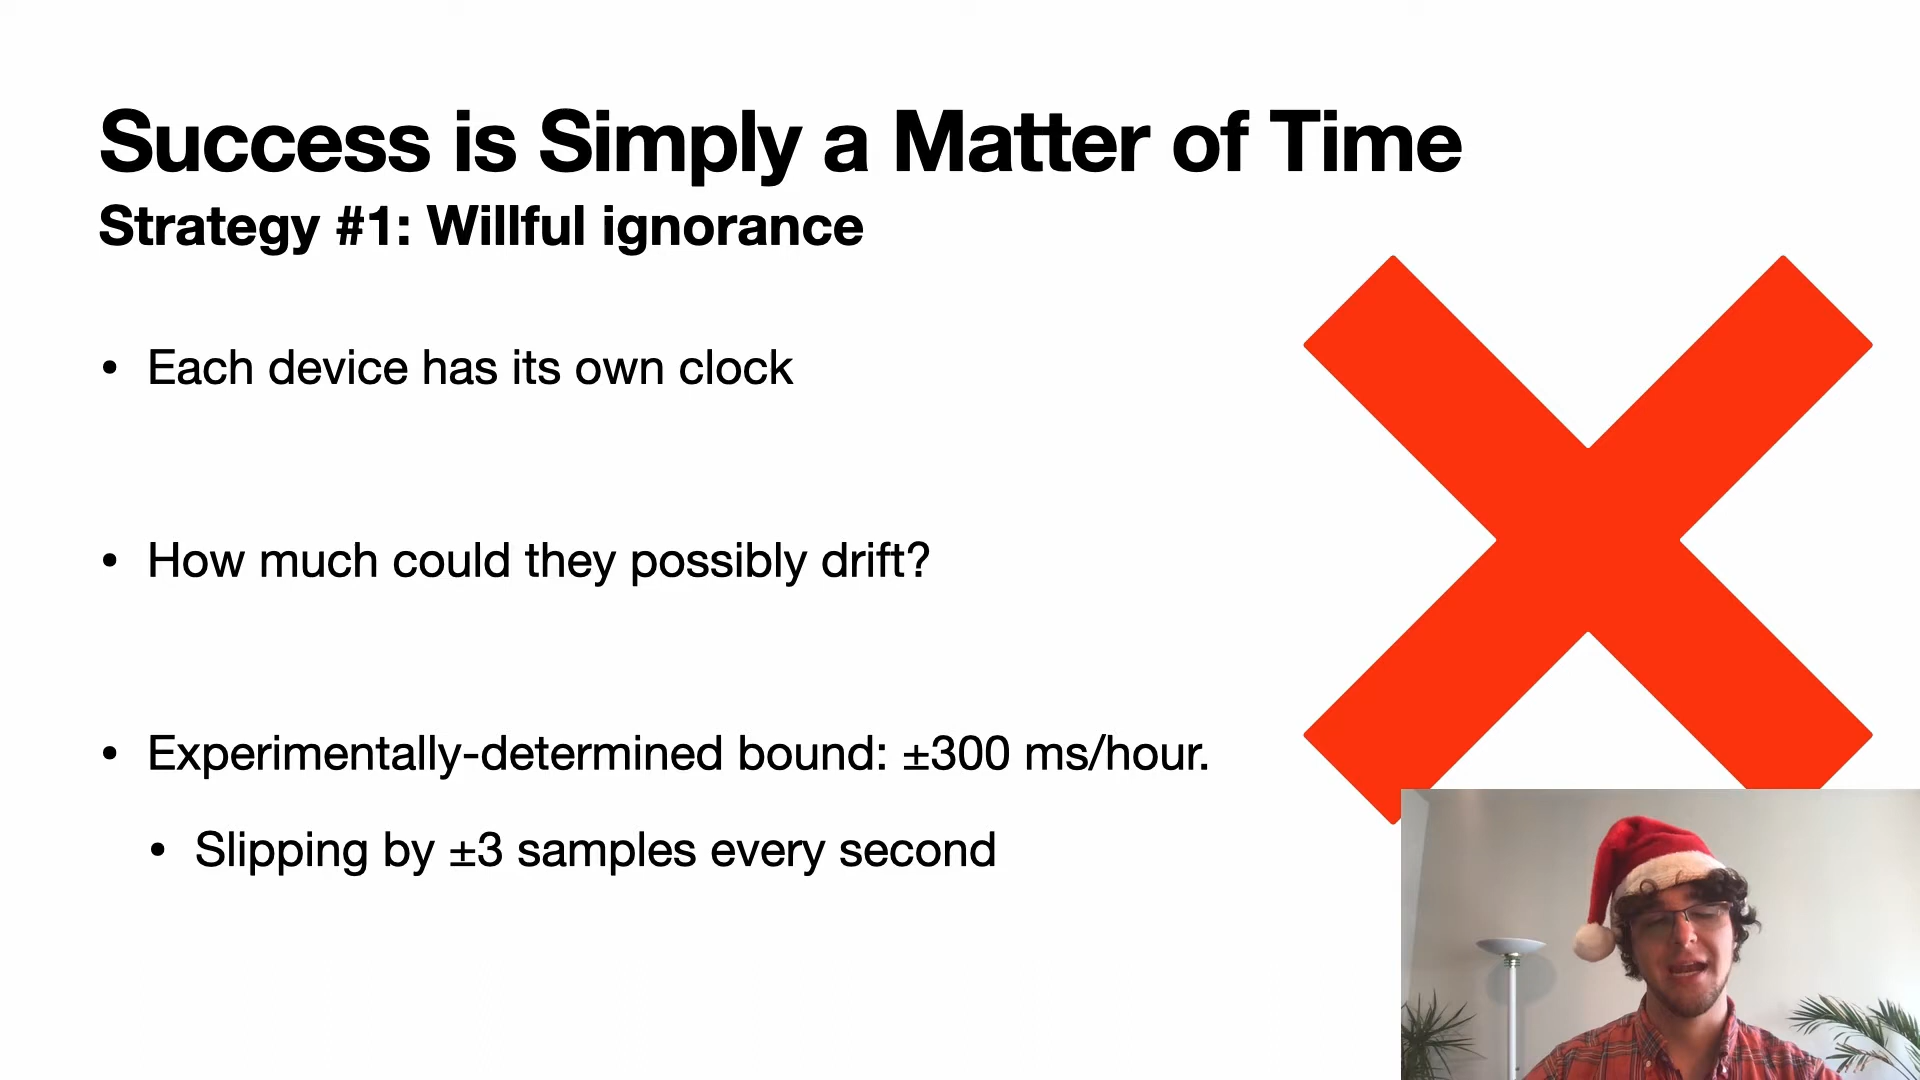 Success is Simply a Matter of Time
Strategy #1: Willful ignorance
• Each device has its own clock
• How much could they possibly drift?
• Experimentally-determined bound: ±300 ms/hour.
• Slipping by ±3 samples every second